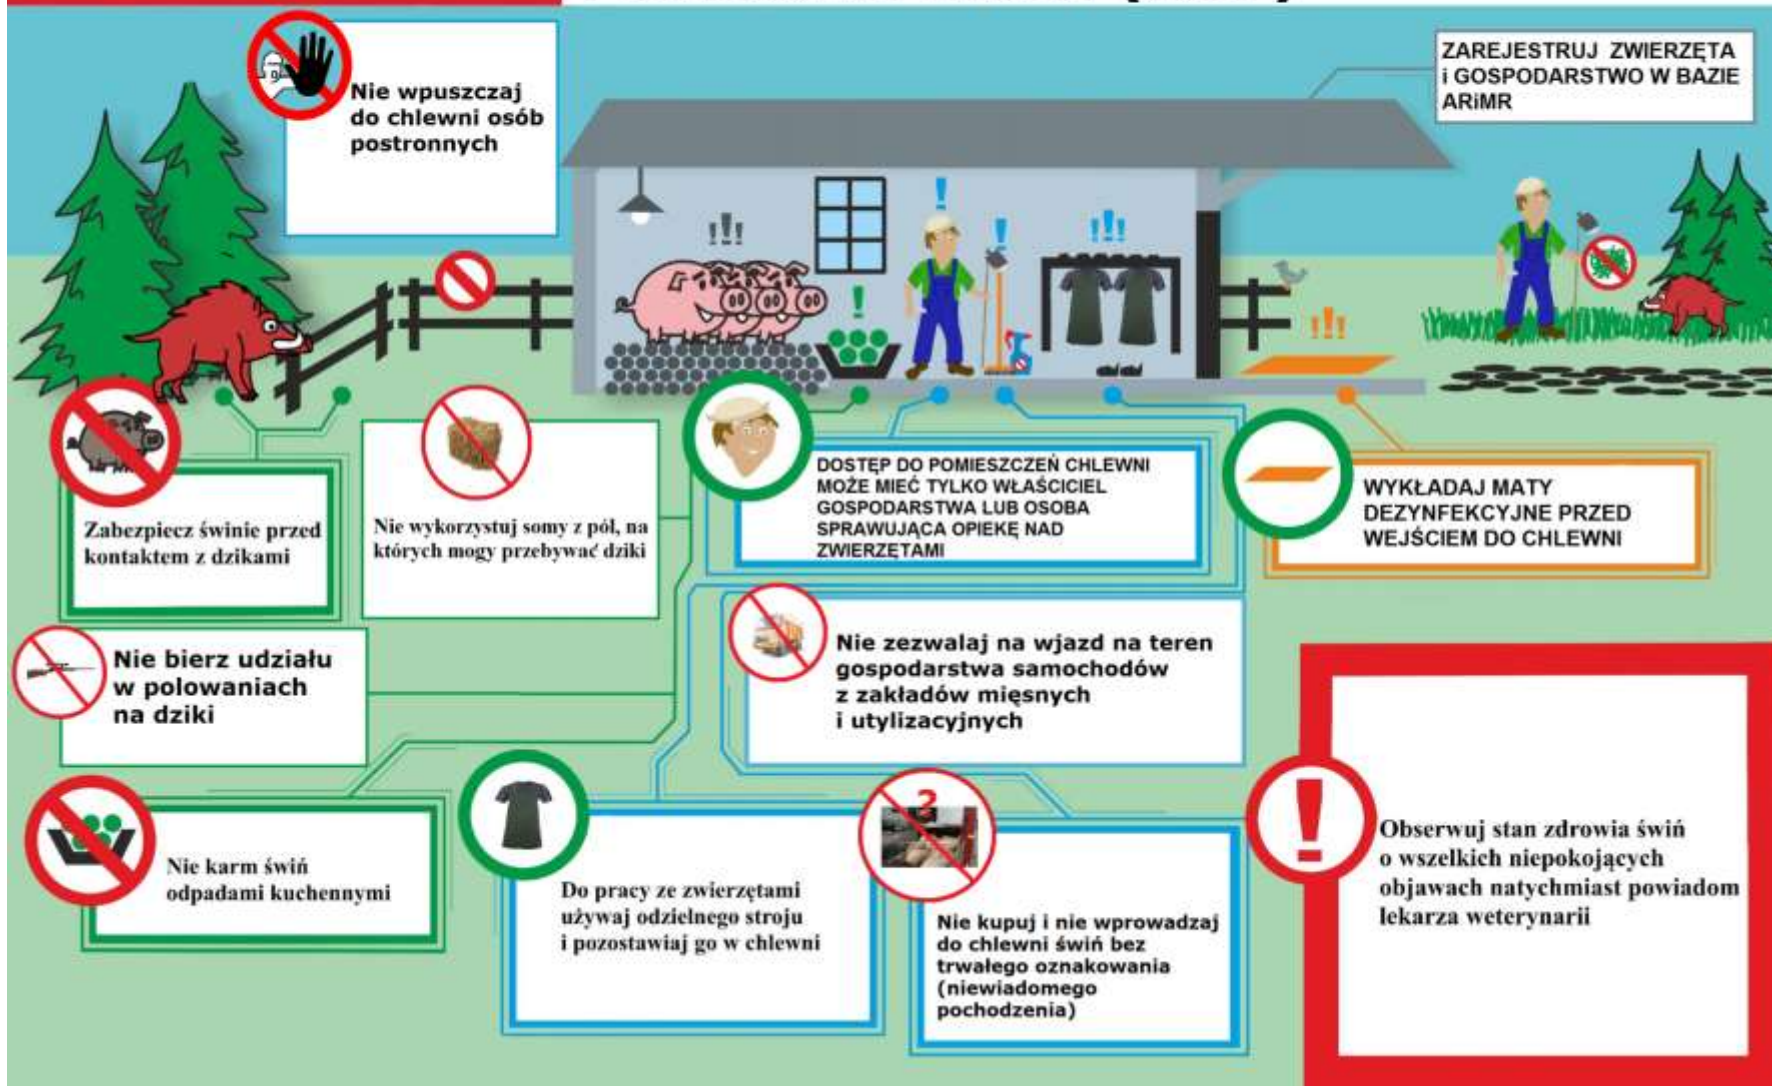 Nie wpuszczaj
do chlewni osób
postronnych
ZAREJESTRUJ ZWIERZĘTA
i GOSPODARSTWO W BAZIE
ARiMR
Zabezpiecz świnie przed
kontaktem z dzikami
Nie wykorzystuj somy z pól, na
których mogy przebywać dziki
DOSTĘP DO POMIESZCZEŃ CHLEWNI
MOŻE MIEĆ TYLKO WŁAŚCICIEL
GOSPODARSTWA LUB OSOBA
SPRAWUJĄCA OPIEKĘ NAD
ZWIERZĘTAMI
WYKŁADAJ MATY
DEZYNFEKCYJNE PRZED
WEJŚCIEM DO CHLEWNI
Nie bierz udziału
w polowaniach
na dziki
Nie zezwalaj na wjazd na teren
gospodarstwa samochodów
z zakładów mięsnych
i utylizacyjnych
Nie karm świń
odpadami kuchennymi
Do pracy ze zwierzętami
używaj odzielnego stroju
i pozostawiaj go w chlewni
?
Nie kupuj i nie wprowadzaj
do chlewni świń bez
trwałego oznakowania
(niewiadomego
pochodzenia)
Obserwuj stan zdrowia świń
o wszelkich niepokojących
objawach natychmiast powiadom
lekarza weterynarii